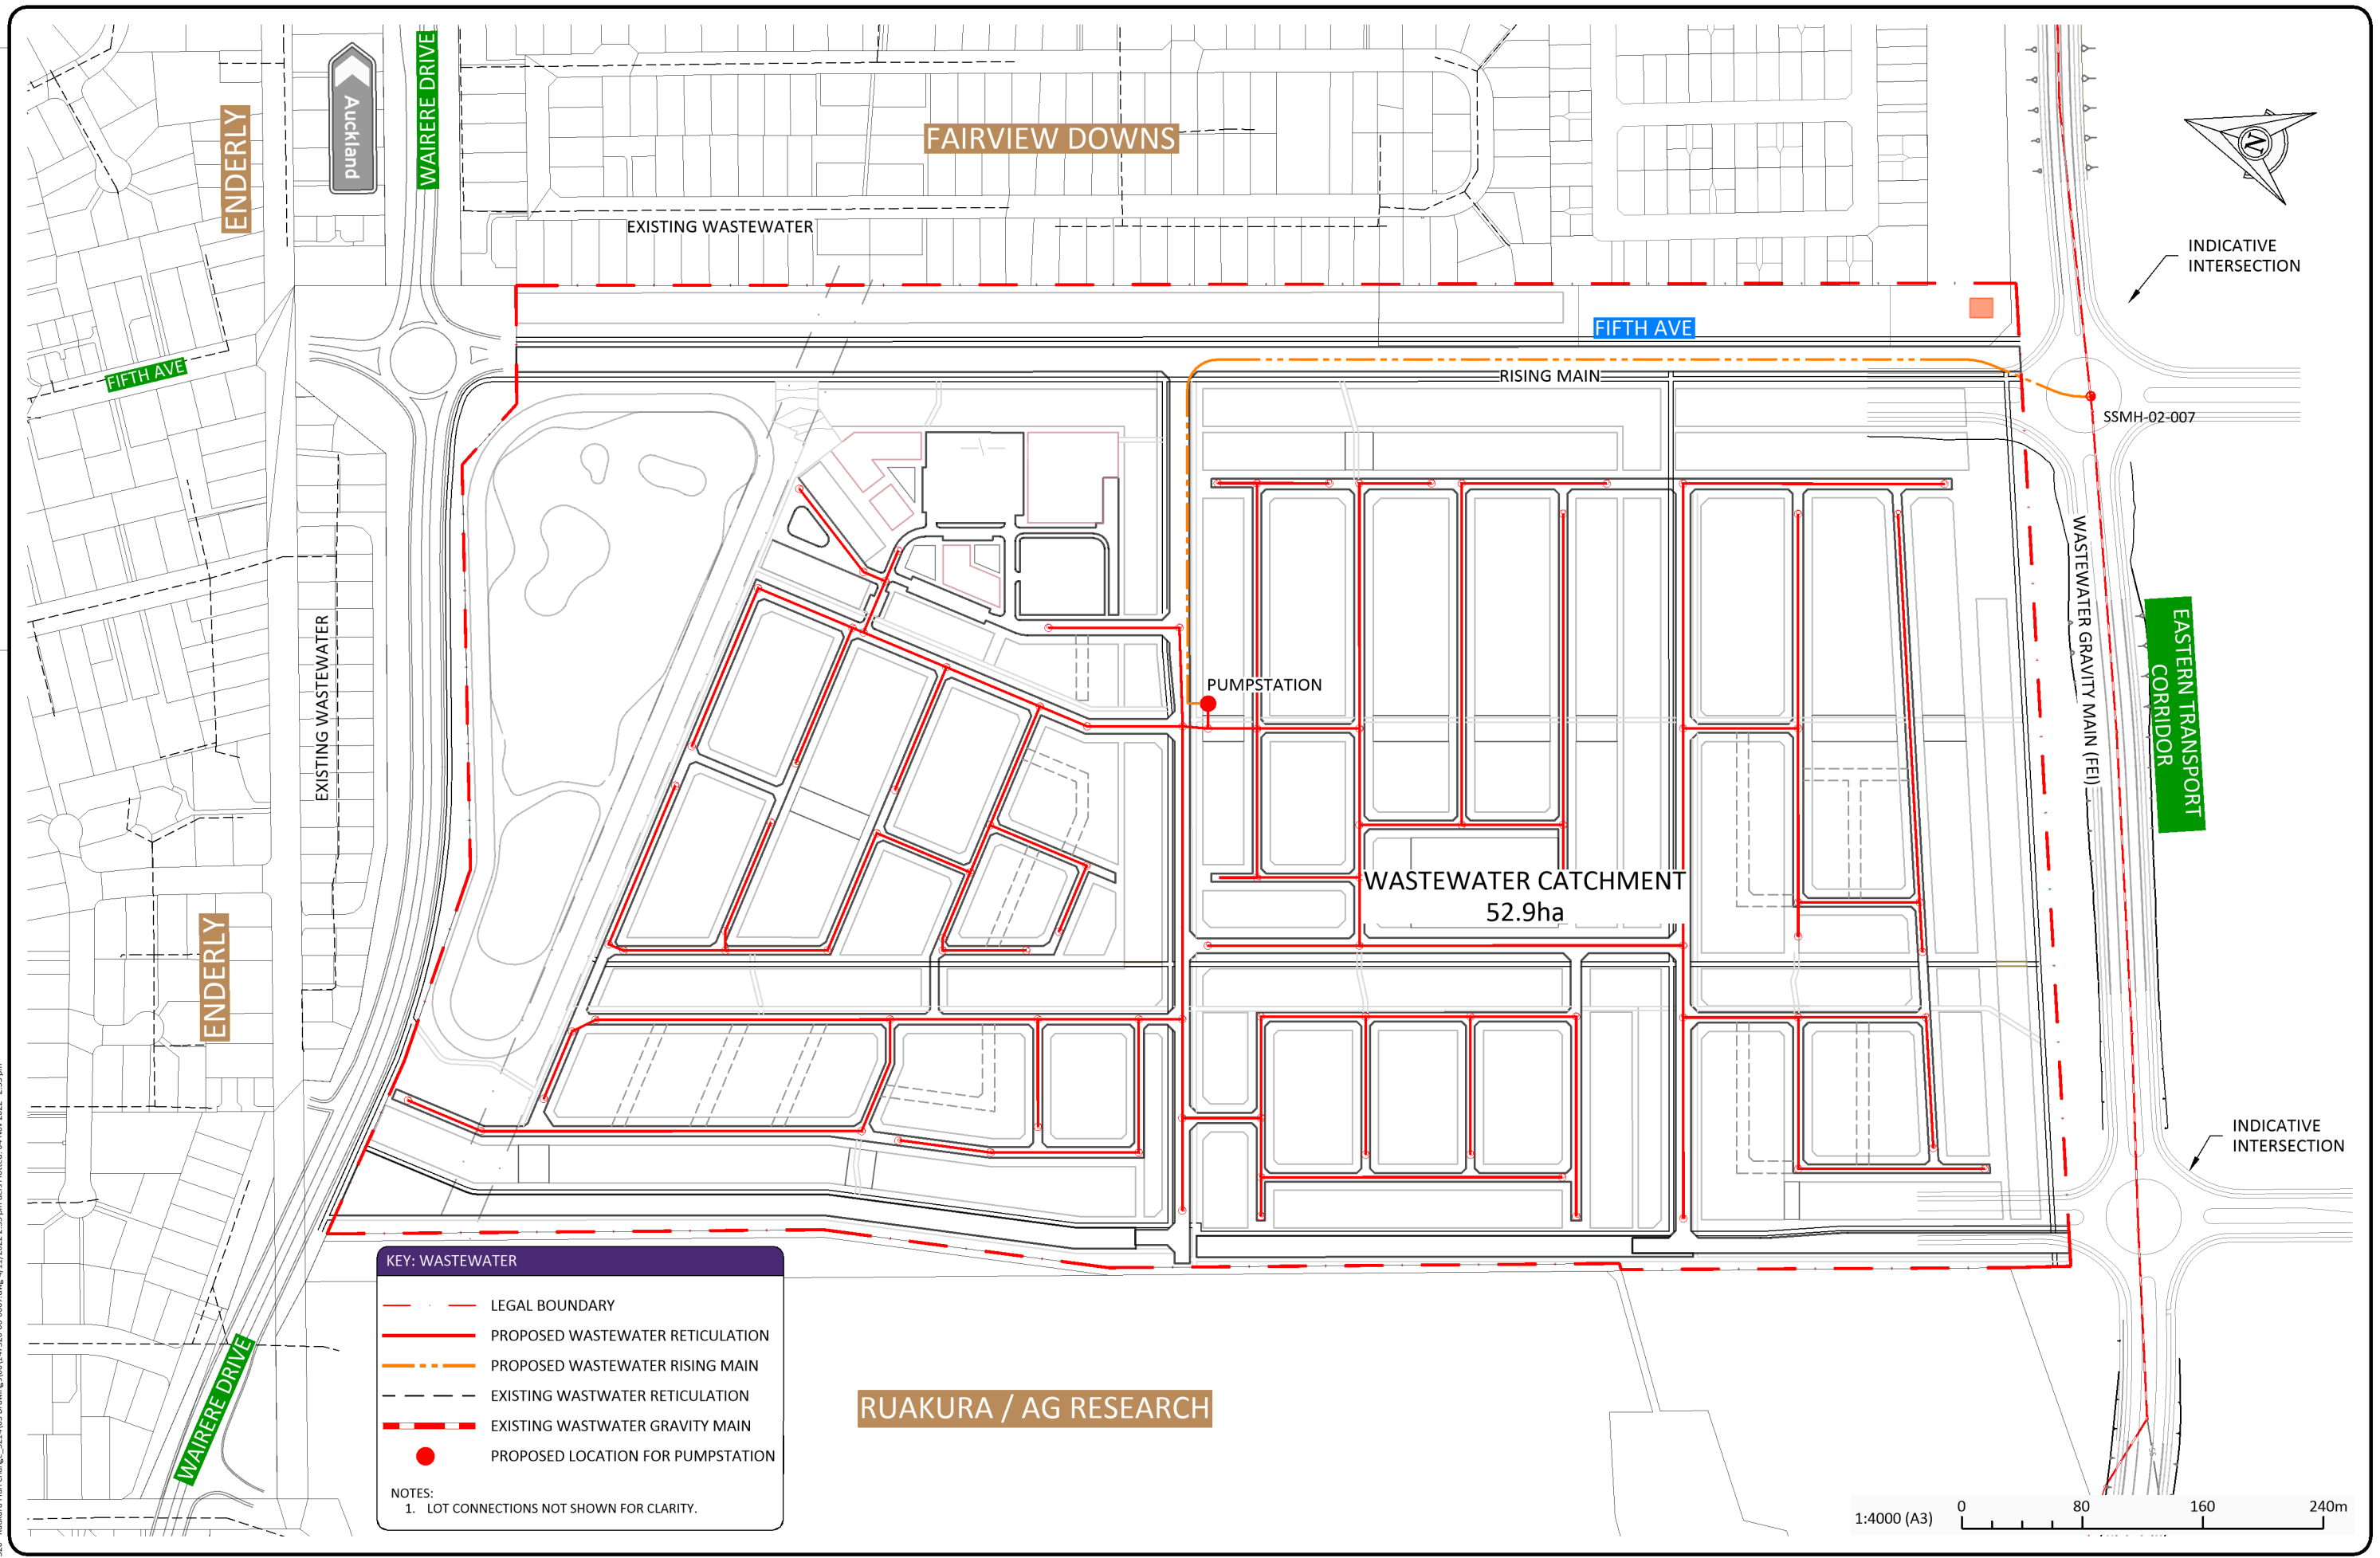 Auckland
WAIRERE DRIVE
ENDERLY
FAIRVIEW DOWNS
EXISTING WASTEWATER
N
INDICATIVE
INTERSECTION
FIFTH AVE
FIFTH AVE
RISING MAIN
SSMH-02-007
EXISTING WASTEWATER
PUMPSTATION
WASTEWATER GRAVITY MAIN (FEI)
EASTERN TRANSPORT
CORRIDOR
WASTEWATER CATCHMENT
52.9ha
ENDERLY
INDICATIVE
INTERSECTION
WAIRERE DRIVE
KEY: WASTEWATER
LEGAL BOUNDARY
PROPOSED WASTEWATER RETICULATION
PROPOSED WASTEWATER RISING MAIN
EXISTING WASTWATER RETICULATION
EXISTING WASTWATER GRAVITY MAIN
PROPOSED LOCATION FOR PUMPSTATION
NOTES:
1. LOT CONNECTIONS NOT SHOWN FOR CLARITY.
RUAKURA / AG RESEARCH
1:4000 (A3)
0 80 160 240m